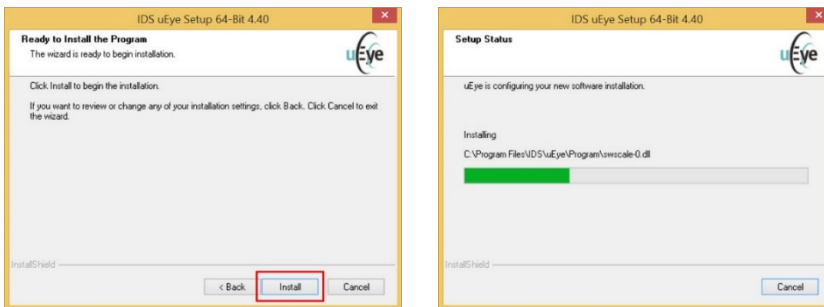 IDS uEye Setup 64-Bit 4.40
Ready to Install the Program
The wizard is ready to begin installation.
uEye
Click Install to begin the installation.
If you want to review or change any of your installation settings, click Back. Click Cancel to exit
the wizard.
InstallShield
< Back Install Cancel
IDS uEye Setup 64-Bit 4.40
Setup Status
uEye
uEye is configuring your new software installation.
Installing
C:\Program Files\IDS\uEye\Program\swscale-0.dll
InstallShield
Cancel